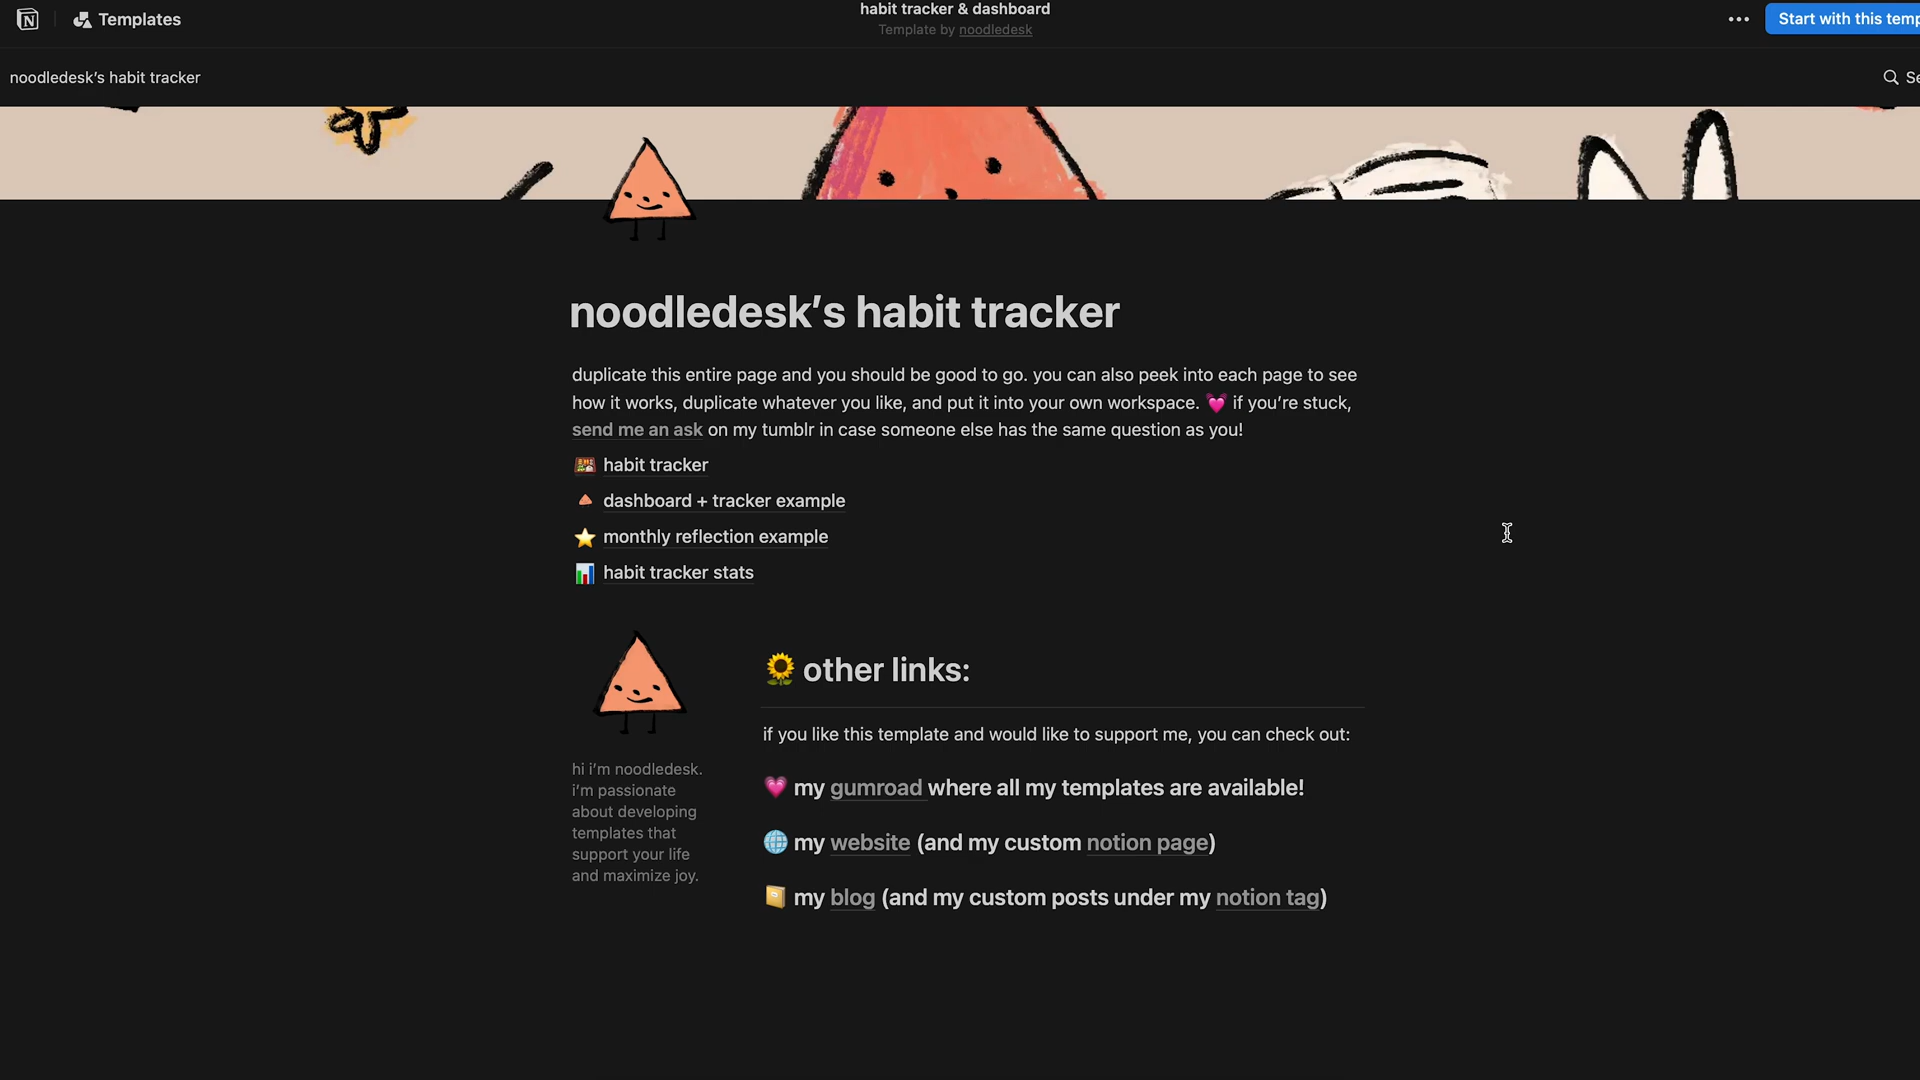 Templates
habit tracker & dashboard
Template by noodledesk
Start with this temp
noodledesk's habit tracker
Se
noodledesk's habit tracker
duplicate this entire page and you should be good to go. you can also peek into each page to see
how it works, duplicate whatever you like, and put it into your own workspace. 💓 if you're stuck,
send me an ask on my tumblr in case someone else has the same question as you!
habit tracker
dashboard + tracker example
⭐ monthly reflection example
📊 habit tracker stats
🌻 other links:
if you like this template and would like to support me, you can check out:
💗 my gumroad where all my templates are available!
🌐 my website (and my custom notion page)
📔 my blog (and my custom posts under my notion tag)
hi i'm noodledesk.
i'm passionate
about developing
templates that
support your life
and maximize joy.